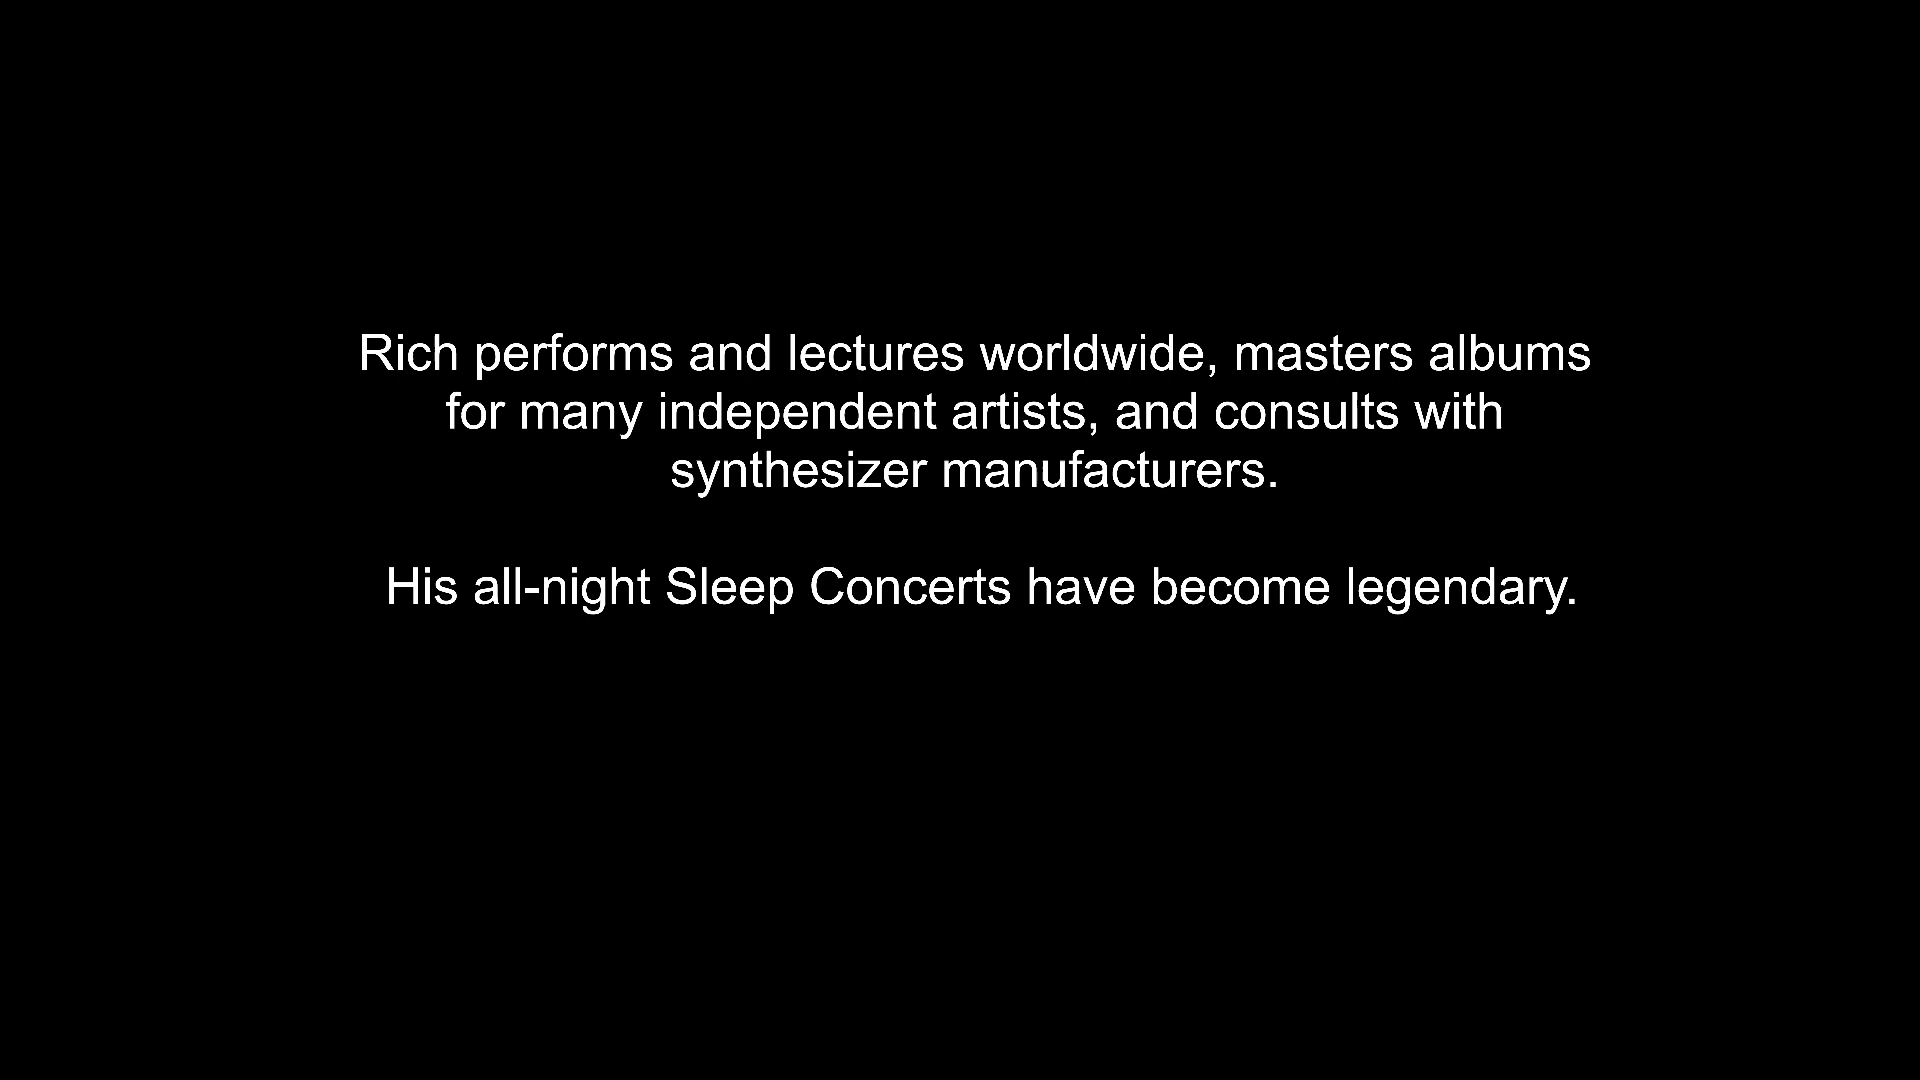 Rich performs and lectures worldwide, masters albums
for many independent artists, and consults with
synthesizer manufacturers.
His all-night Sleep Concerts have become legendary.